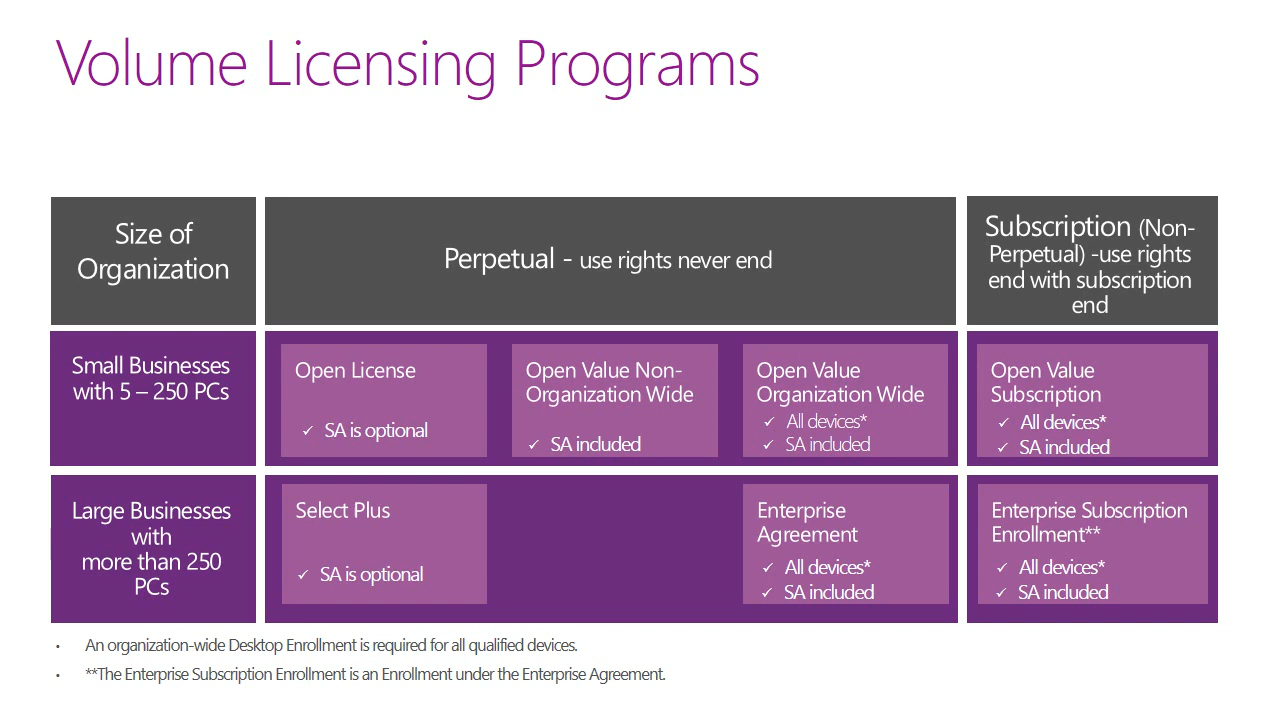 Volume Licensing Programs
Size of
Organization
Perpetual - use rights never end
Subscription (Non-
Perpetual) -use rights
end with subscription
end
Small Businesses
with 5 – 250 PCs
Open License
✓ SA is optional
Open Value Non-
Organization Wide
✓ SA included
Open Value
Organization Wide
✓ All devices*
✓ SA included
Open Value
Subscription
✓ All devices*
✓ SA included
Large Businesses
with
more than 250
PCs
Select Plus
✓ SA is optional
Enterprise
Agreement
✓ All devices*
✓ SA included
Enterprise Subscription
Enrollment**
✓ All devices*
✓ SA included
• An organization-wide Desktop Enrollment is required for all qualified devices.
• **The Enterprise Subscription Enrollment is an Enrollment under the Enterprise Agreement.